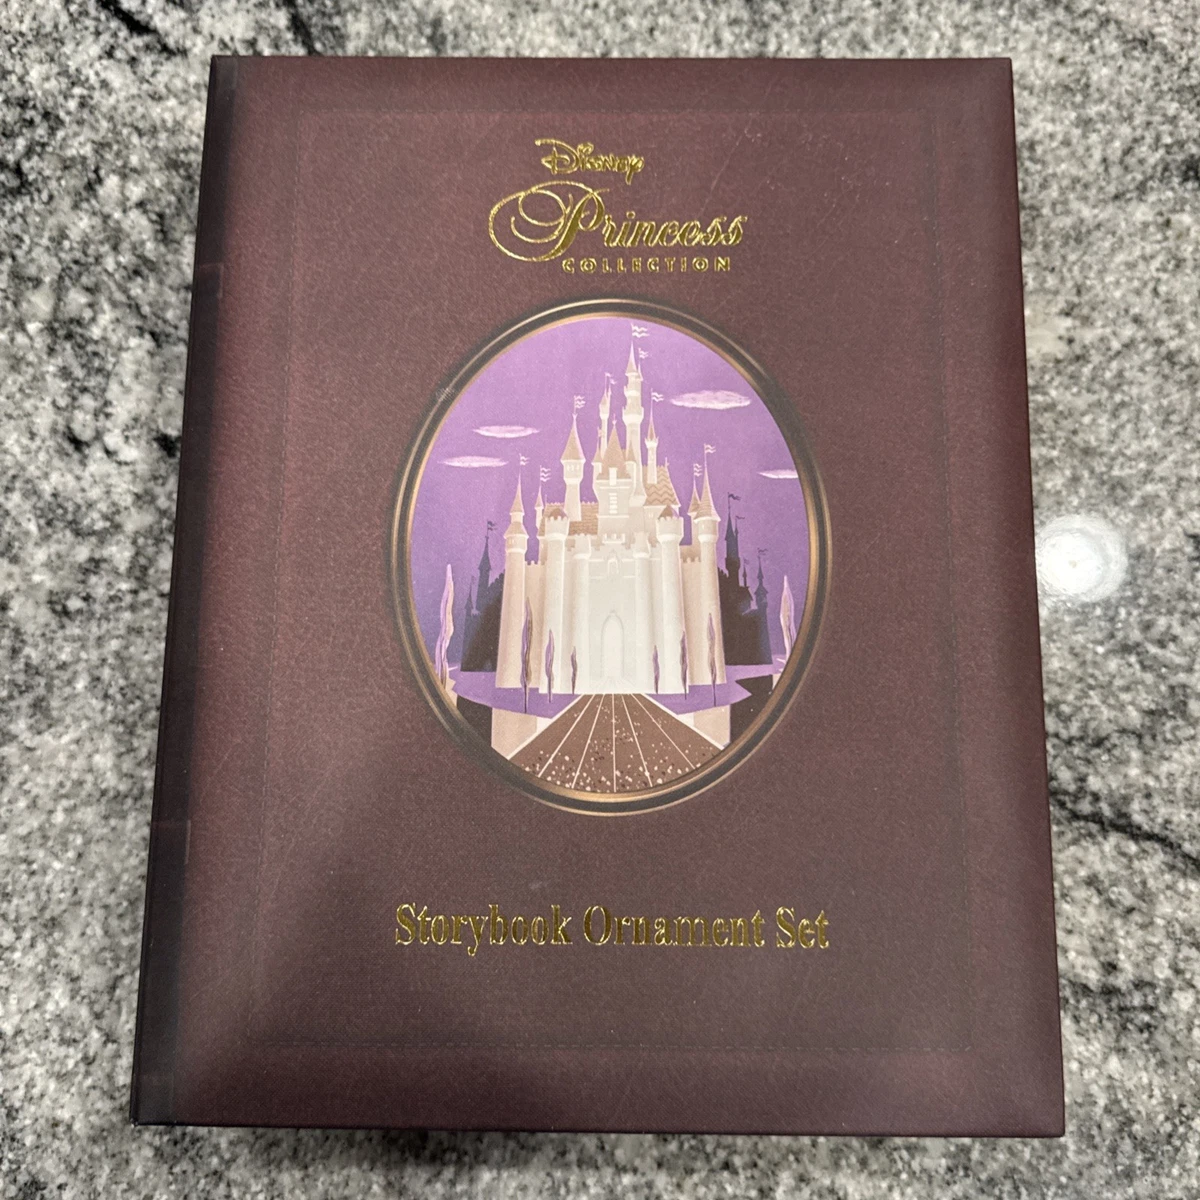 Disney
Princess
COLLECTION
Storybook Ornament Set